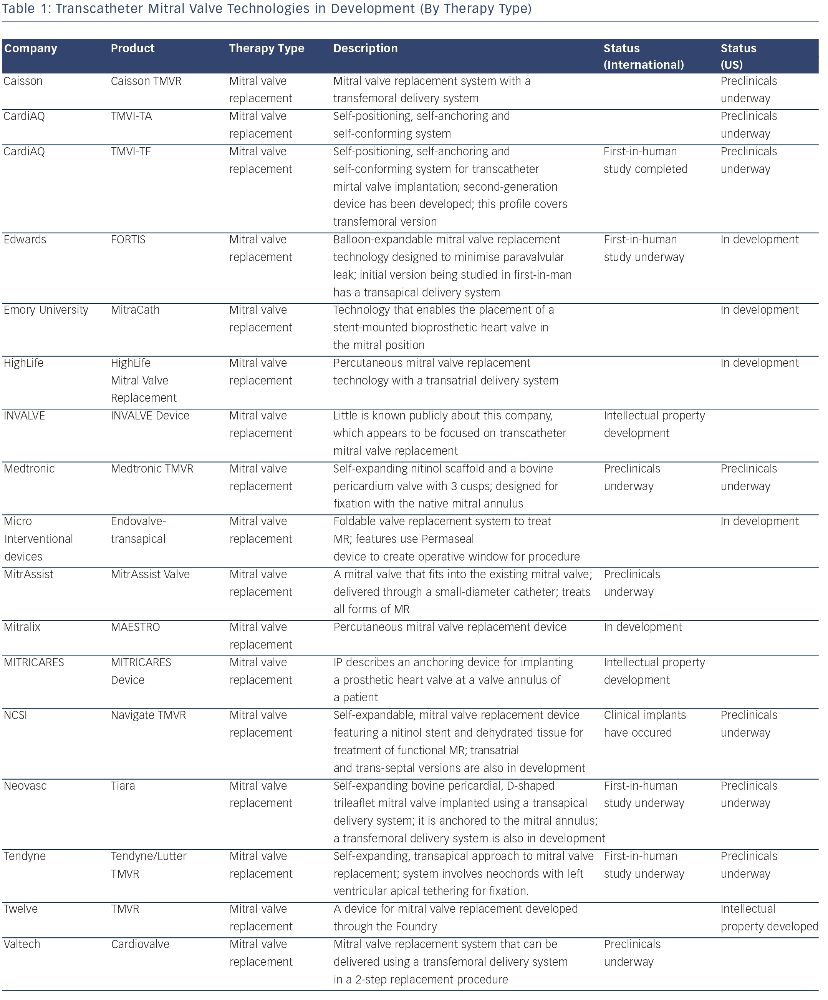 Table 1: Transcatheter Mitral Valve Technologies in Development (By Therapy Type)
Company Product Therapy Type Description Status Status
(International) (US)
Caisson Caisson TMVR Mitral valve Mitral valve replacement system with a Preclinicals
replacement transfemoral delivery system underway
CardiAQ TMVI-TA Mitral valve Self-positioning, self-anchoring and Preclinicals
replacement self-conforming system underway
CardiAQ TMVI-TF Mitral valve Self-positioning, self-anchoring and First-in-human Preclinicals
replacement self-conforming system for transcatheter study completed underway
mirtal valve implantation; second-generation
device has been developed; this profile covers
transfemoral version
Edwards FORTIS Mitral valve Balloon-expandable mitral valve replacement First-in-human In development
replacement technology designed to minimise paravalvular study underway
leak; initial version being studied in first-in-man
has a transapical delivery system
Emory University MitraCath Mitral valve Technology that enables the placement of a In development
replacement stent-mounted bioprosthetic heart valve in
the mitral position
HighLife HighLife Mitral valve Percutaneous mitral valve replacement In development
Mitral Valve replacement technology with a transatrial delivery system
Replacement
INVALVE INVALVE Device Mitral valve Little is known publicly about this company, Intellectual property
replacement which appears to be focused on transcatheter development
mitral valve replacement
Medtronic Medtronic TMVR Mitral valve Self-expanding nitinol scaffold and a bovine Preclinicals Preclinicals
replacement pericardium valve with 3 cusps; designed for underway underway
fixation with the native mitral annulus
Micro Endovalve- Mitral valve Foldable valve replacement system to treat In development
Interventional transapical replacement MR; features use Permaseal
devices device to create operative window for procedure
MitrAssist MitrAssist Valve Mitral valve A mitral valve that fits into the existing mitral valve; Preclinicals
replacement delivered through a small-diameter catheter; treats underway
all forms of MR
Mitralix MAESTRO Mitral valve Percutaneous mitral valve replacement device In development
replacement
MITRICARES MITRICARES Mitral valve IP describes an anchoring device for implanting Intellectual property
Device replacement a prosthetic heart valve at a valve annulus of development
a patient
NCSI Navigate TMVR Mitral valve Self-expandable, mitral valve replacement device Clinical implants Preclinicals
replacement featuring a nitinol stent and dehydrated tissue for have occured underway
treatment of functional MR; transatrial
and trans-septal versions are also in development
Neovasc Tiara Mitral valve Self-expanding bovine pericardial, D-shaped First-in-human Preclinicals
replacement trileaflet mitral valve implanted using a transapical study underway underway
delivery system; it is anchored to the mitral annulus;
a transfemoral delivery system is also in development
Tendyne Tendyne/Lutter Mitral valve Self-expanding, transapical approach to mitral valve First-in-human Preclinicals
TMVR replacement replacement; system involves neochords with left study underway underway
ventricular apical tethering for fixation.
Twelve TMVR Mitral valve A device for mitral valve replacement developed Intellectual
replacement through the Foundry property developed
Valtech Cardiovalve Mitral valve Mitral valve replacement system that can be Preclinicals
replacement delivered using a transfemoral delivery system underway
in a 2-step replacement procedure